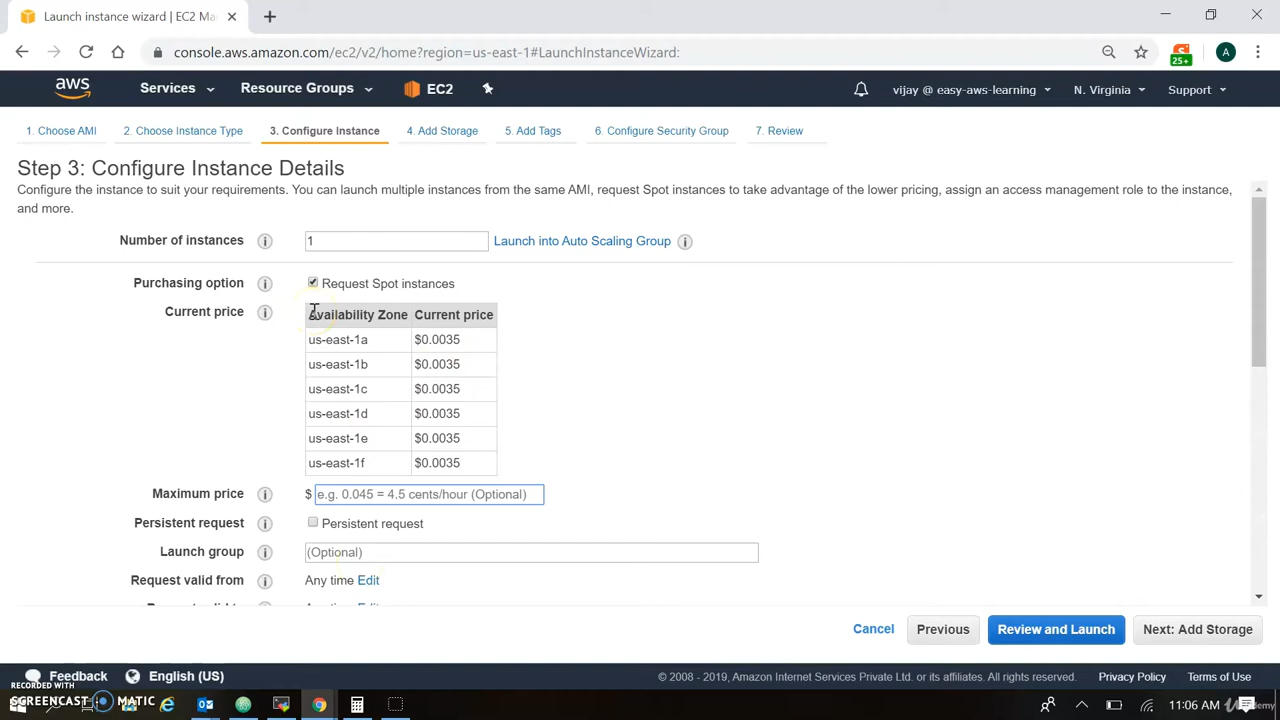 Launch instance wizard | EC2 Ma
console.aws.amazon.com/ec2/v2/home?region=us-east-1#LaunchInstanceWizard:
25+
A
aws
Services
Resource Groups
EC2
vijay @ easy-aws-learning
N. Virginia
Support
1. Choose AMI
2. Choose Instance Type
3. Configure Instance
4. Add Storage
5. Add Tags
6. Configure Security Group
7. Review
Step 3: Configure Instance Details
Configure the instance to suit your requirements. You can launch multiple instances from the same AMI, request Spot instances to take advantage of the lower pricing, assign an access management role to the instance,
and more.
Number of instances
1
Launch into Auto Scaling Group
Purchasing option
Request Spot instances
Current price
Availability Zone Current price
us-east-1a $0.0035
us-east-1b $0.0035
us-east-1c $0.0035
us-east-1d $0.0035
us-east-1e $0.0035
us-east-1f $0.0035
Maximum price
$ e.g. 0.045 = 4.5 cents/hour (Optional)
Persistent request
Persistent request
Launch group
(Optional)
Request valid from
Any time Edit
Cancel
Previous
Review and Launch
Next: Add Storage
Feedback
English (US)
© 2008 - 2019, Amazon Internet Services Private Ltd. or its affiliates. All rights reserved.
Privacy Policy
Terms of Use
RECORDED WITH
SCREENCAST MATIC
11:06 AM
Udemy